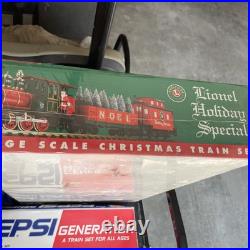 Lionel
Holiday
Special
NOEL
GE SCALE CHRISTMAS TRAIN SE
EPSI GENERATION
A TRAIN SET FOR ALL AGES